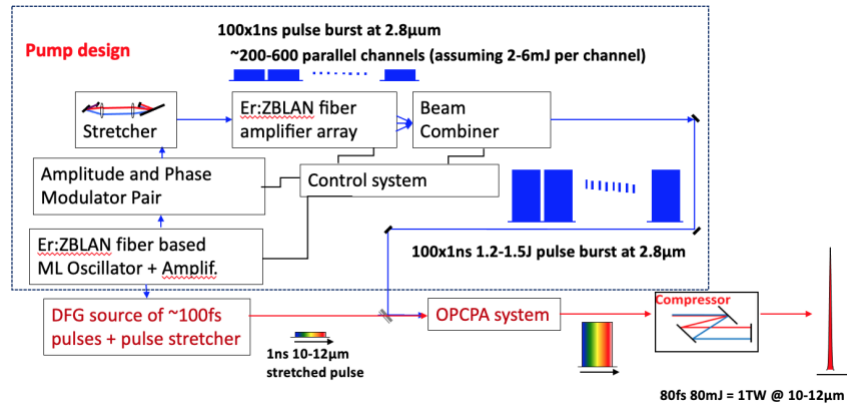 100x1ns pulse burst at 2.8µum
Pump design
~200-600 parallel channels (assuming 2-6mJ per channel)
Stretcher
Er:ZBLAN fiber
amplifier array
Beam
Combiner
Amplitude and Phase
Modulator Pair
Control system
Er:ZBLAN fiber based
ML Oscillator + Amplif.
100x1ns 1.2-1.5J pulse burst at 2.8µm
DFG source of ~100fs
pulses + pulse stretcher
1ns 10-12µm
stretched pulse
OPCPA system
Compressor
80fs 80mJ = 1TW @ 10-12µm